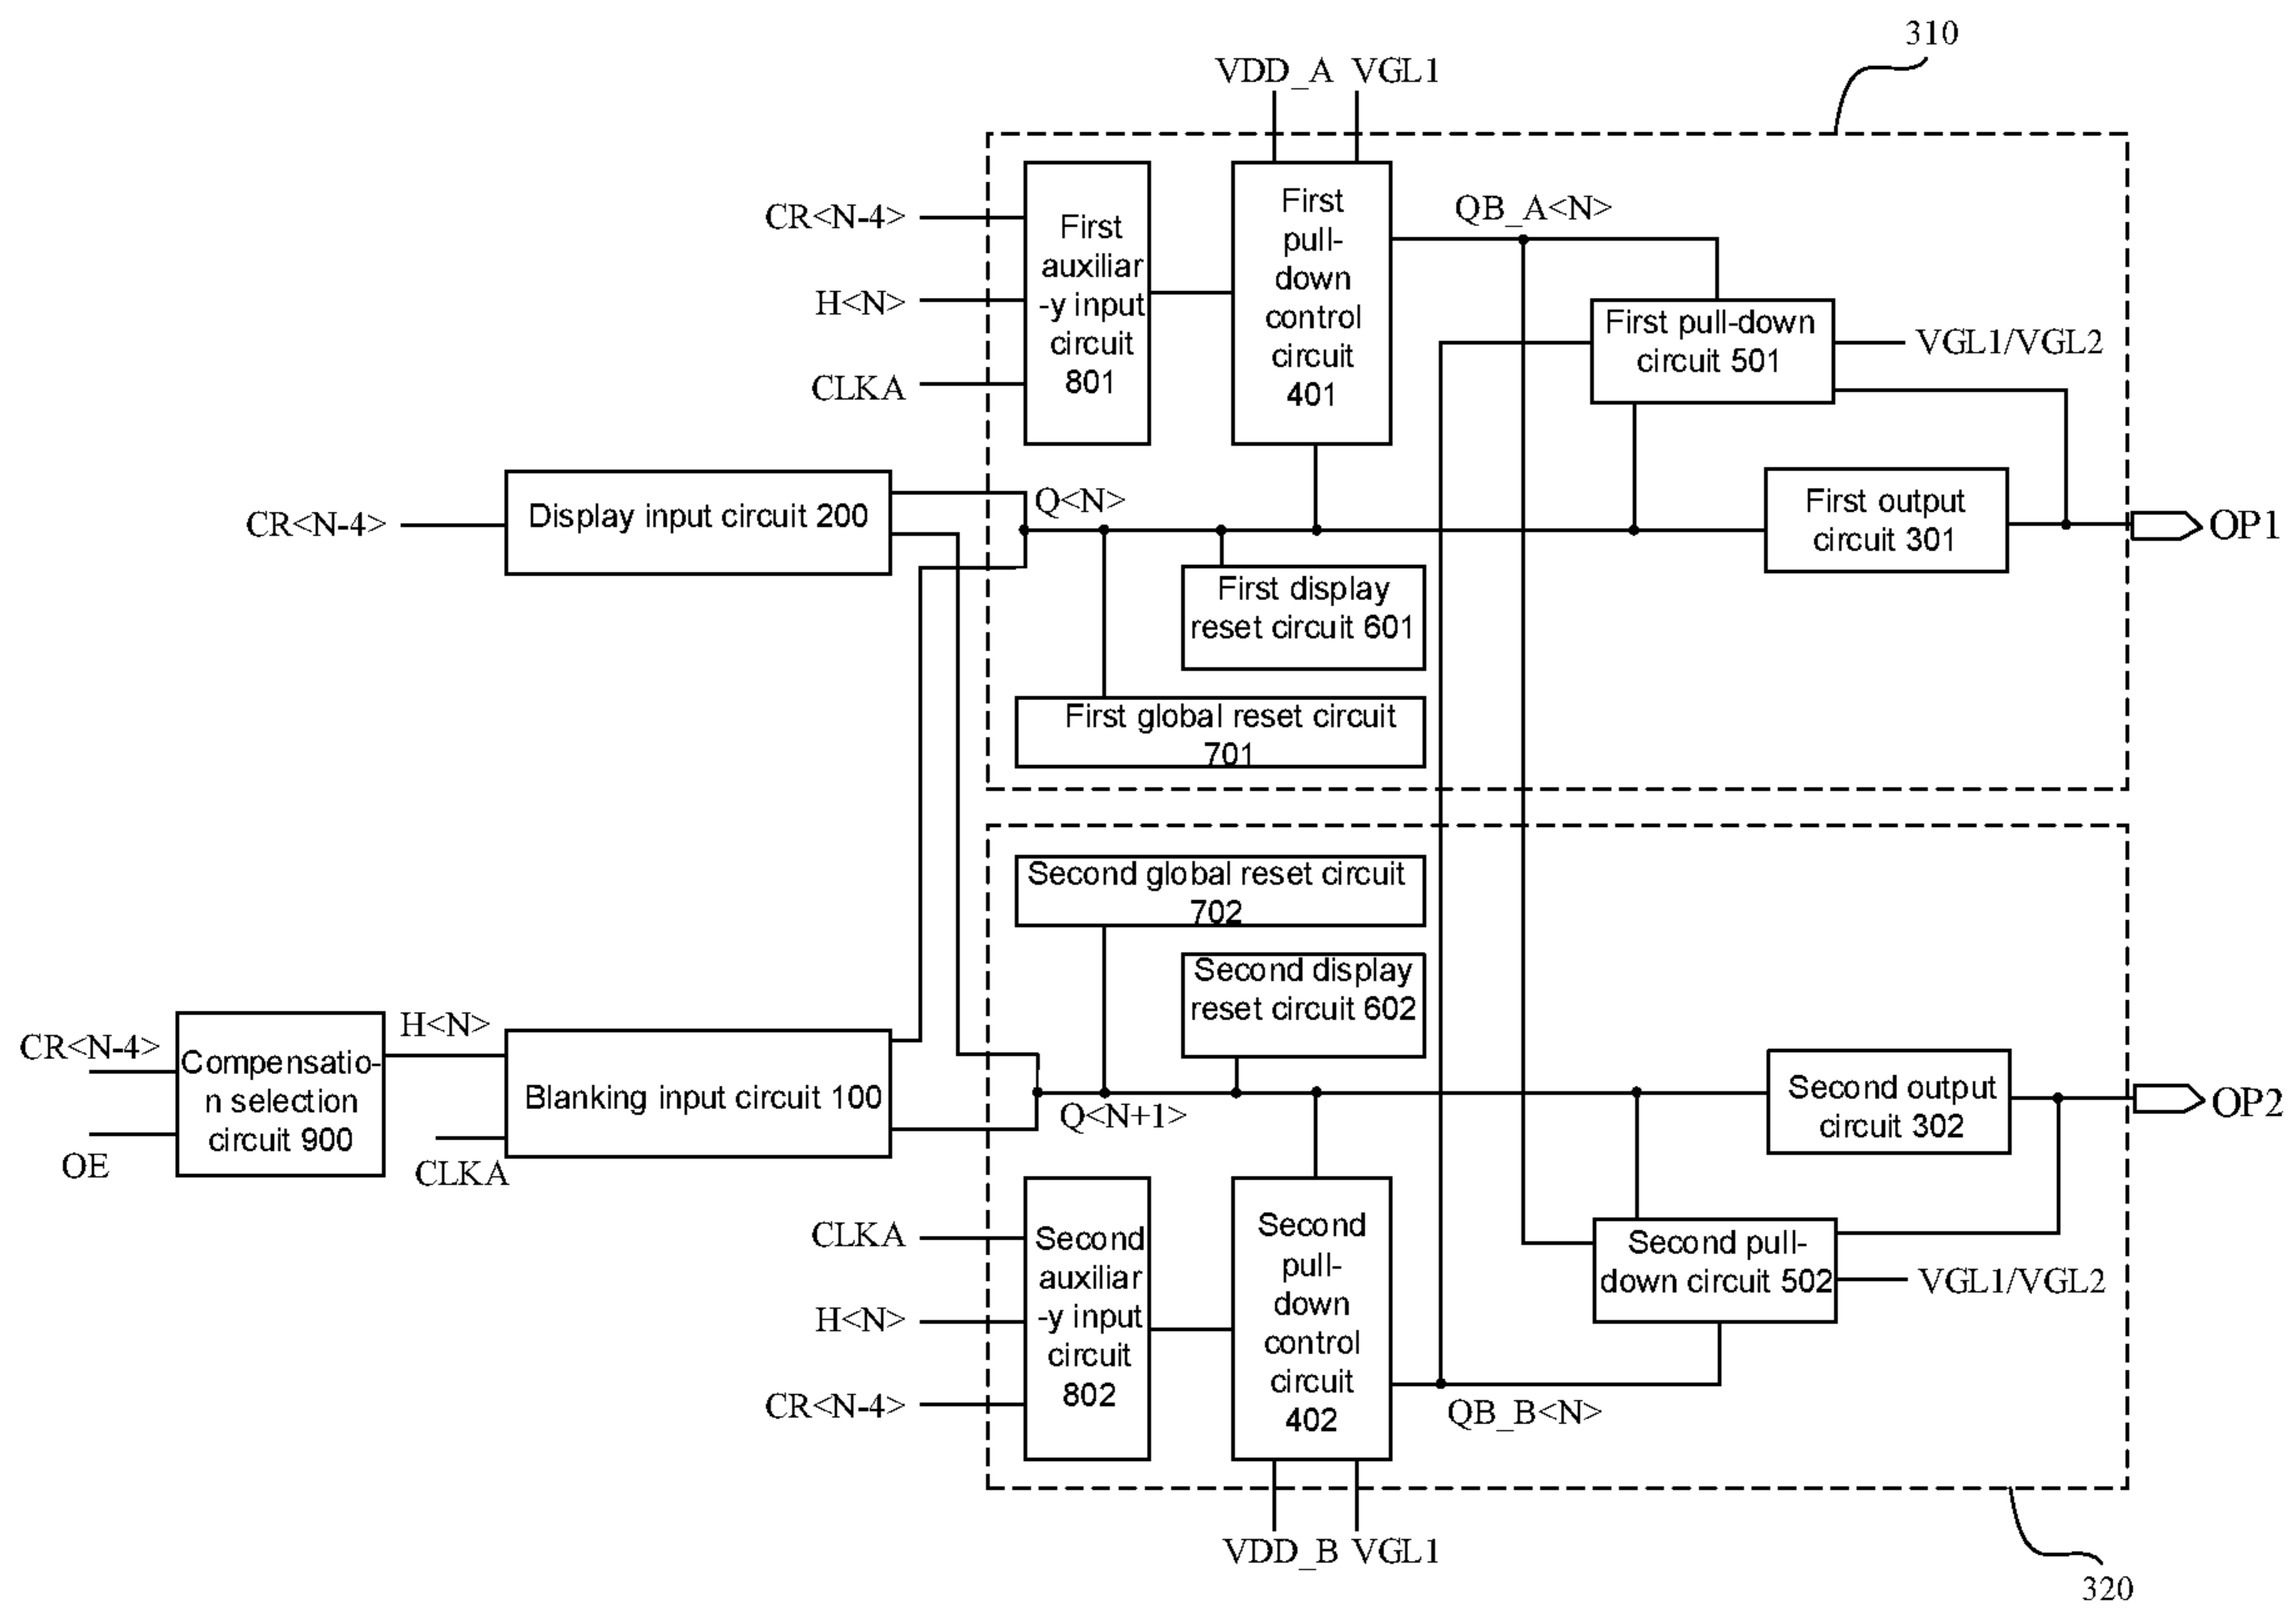 310
VDD_A VGL1
CR<N-4>
H<N>
CLKA
First
auxiliar
-y input
circuit
801
First
pull-
down
control
circuit
401
QB_A<N>
First pull-down
circuit 501
VGL1/VGL2
CR<N-4>
Display input circuit 200
Q<N>
First output
circuit 301
OP1
First display
reset circuit 601
First global reset circuit
701
Second global reset circuit
702
Second display
reset circuit 602
CR<N-4>
OE
Compensatio-
n selection
circuit 900
H<N>
CLKA
Blanking input circuit 100
Q<N+1>
Second output
circuit 302
OP2
CLKA
H<N>
CR<N-4>
Second
auxiliar
-y input
circuit
802
Second
pull-
down
control
circuit
402
Second pull-
down circuit 502
VGL1/VGL2
QB_B<N>
VDD_B VGL1
320